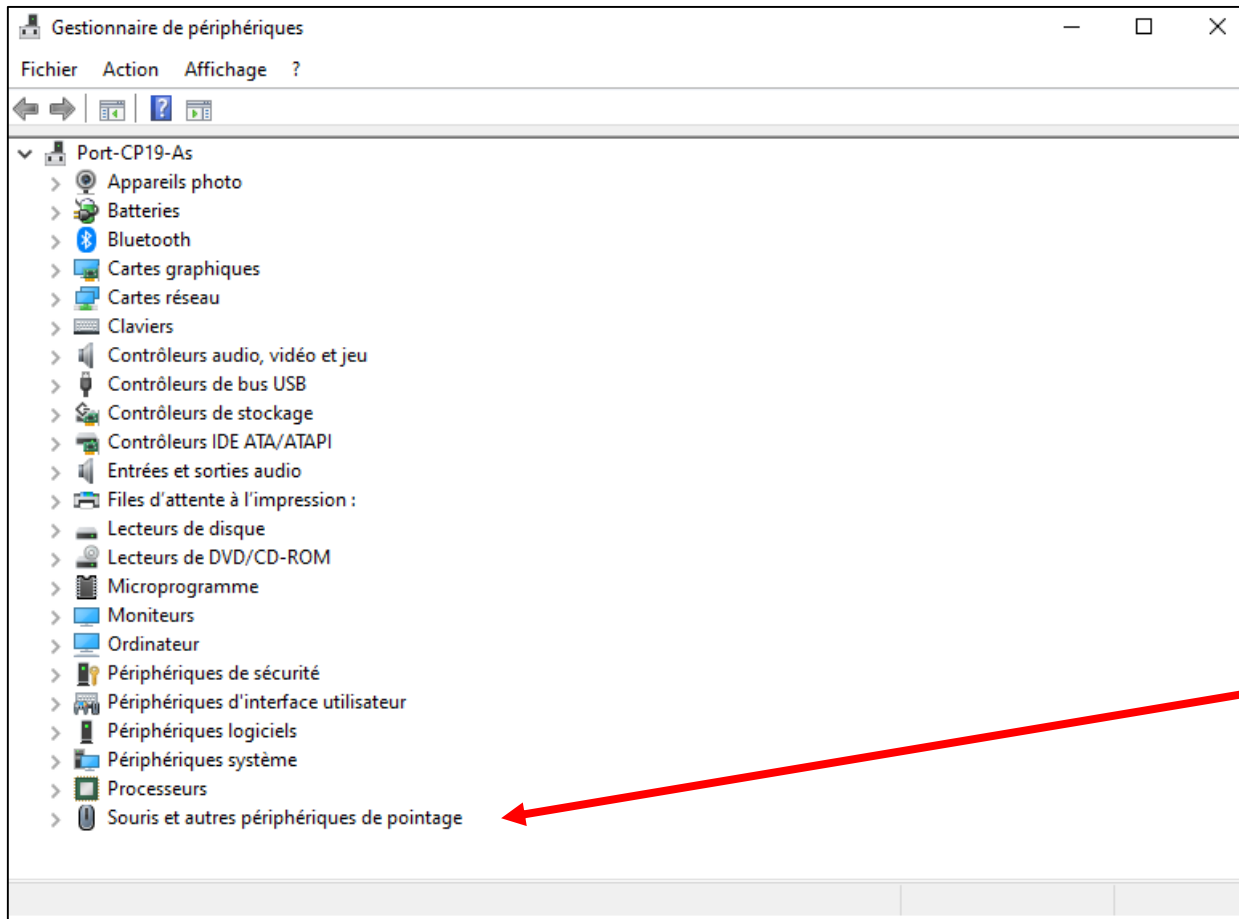 Gestionnaire de périphériques
Fichier Action Affichage ?
Port-CP19-As
Appareils photo
Batteries
Bluetooth
Cartes graphiques
Cartes réseau
Claviers
Contrôleurs audio, vidéo et jeu
Contrôleurs de bus USB
Contrôleurs de stockage
Contrôleurs IDE ATA/ATAPI
Entrées et sorties audio
Files d'attente à l'impression :
Lecteurs de disque
Lecteurs de DVD/CD-ROM
Microprogramme
Moniteurs
Ordinateur
Périphériques de sécurité
Périphériques d'interface utilisateur
Périphériques logiciels
Périphériques système
Processeurs
Souris et autres périphériques de pointage